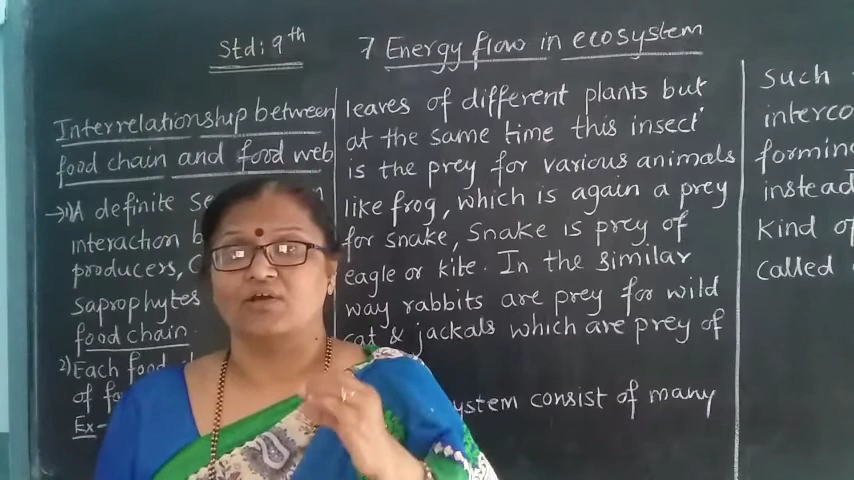 Std: 9th
7 Energy flow in ecosystem
Interrelationship between
food chain and food web
→1) A definite se
interaction b
producers, C
saprophytes
food chain.
2) Each food
of fo
Ex-
leaves of different plants but
at the same time this insect
is the prey for various animals
like frog, which is again a prey
for snake, Snake is prey of
eagle or kite. In the similar
way rabbits are prey for wild
cat & jackals which are prey of
ystem consist of many
such
interco
forming
instead
kind of
called